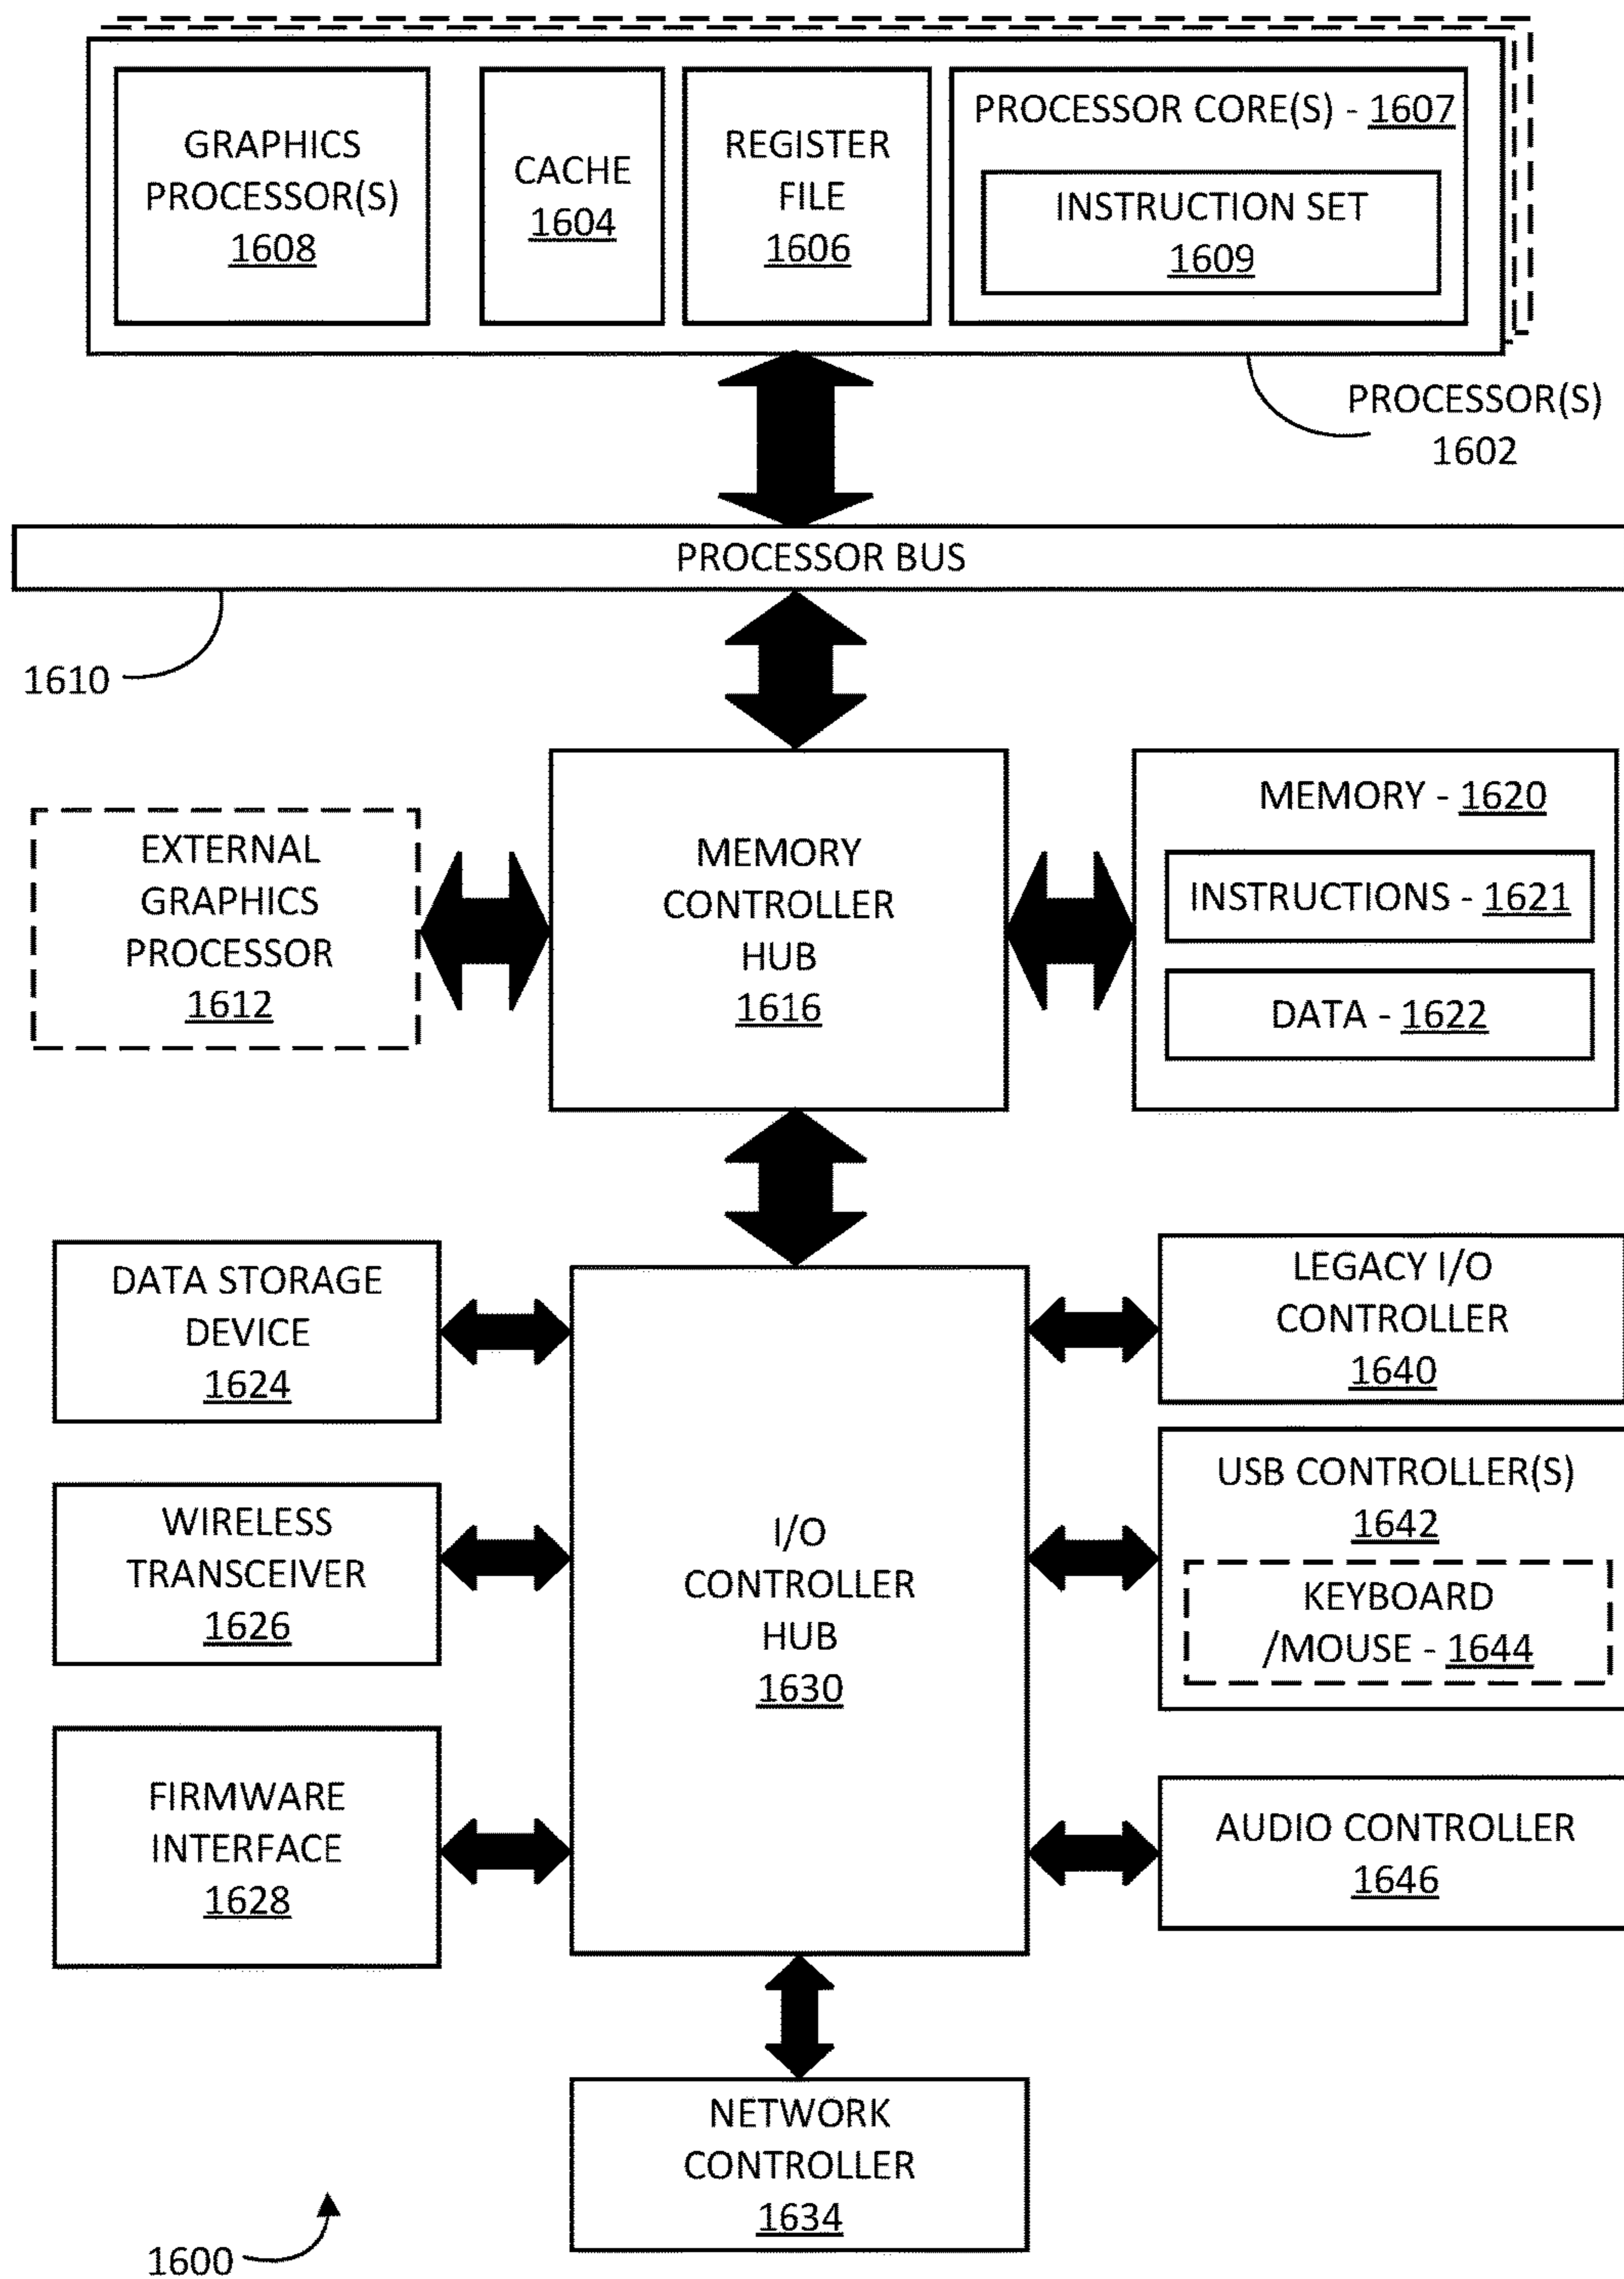 GRAPHICS
PROCESSOR(S)
1608
CACHE
1604
REGISTER
FILE
1606
PROCESSOR CORE(S) - 1607
INSTRUCTION SET
1609
PROCESSOR(S)
1602
PROCESSOR BUS
1610
EXTERNAL
GRAPHICS
PROCESSOR
1612
MEMORY
CONTROLLER
HUB
1616
MEMORY - 1620
INSTRUCTIONS - 1621
DATA - 1622
DATA STORAGE
DEVICE
1624
WIRELESS
TRANSCEIVER
1626
FIRMWARE
INTERFACE
1628
I/O
CONTROLLER
HUB
1630
LEGACY I/O
CONTROLLER
1640
USB CONTROLLER(S)
1642
KEYBOARD
/MOUSE - 1644
AUDIO CONTROLLER
1646
NETWORK
CONTROLLER
1634
1600